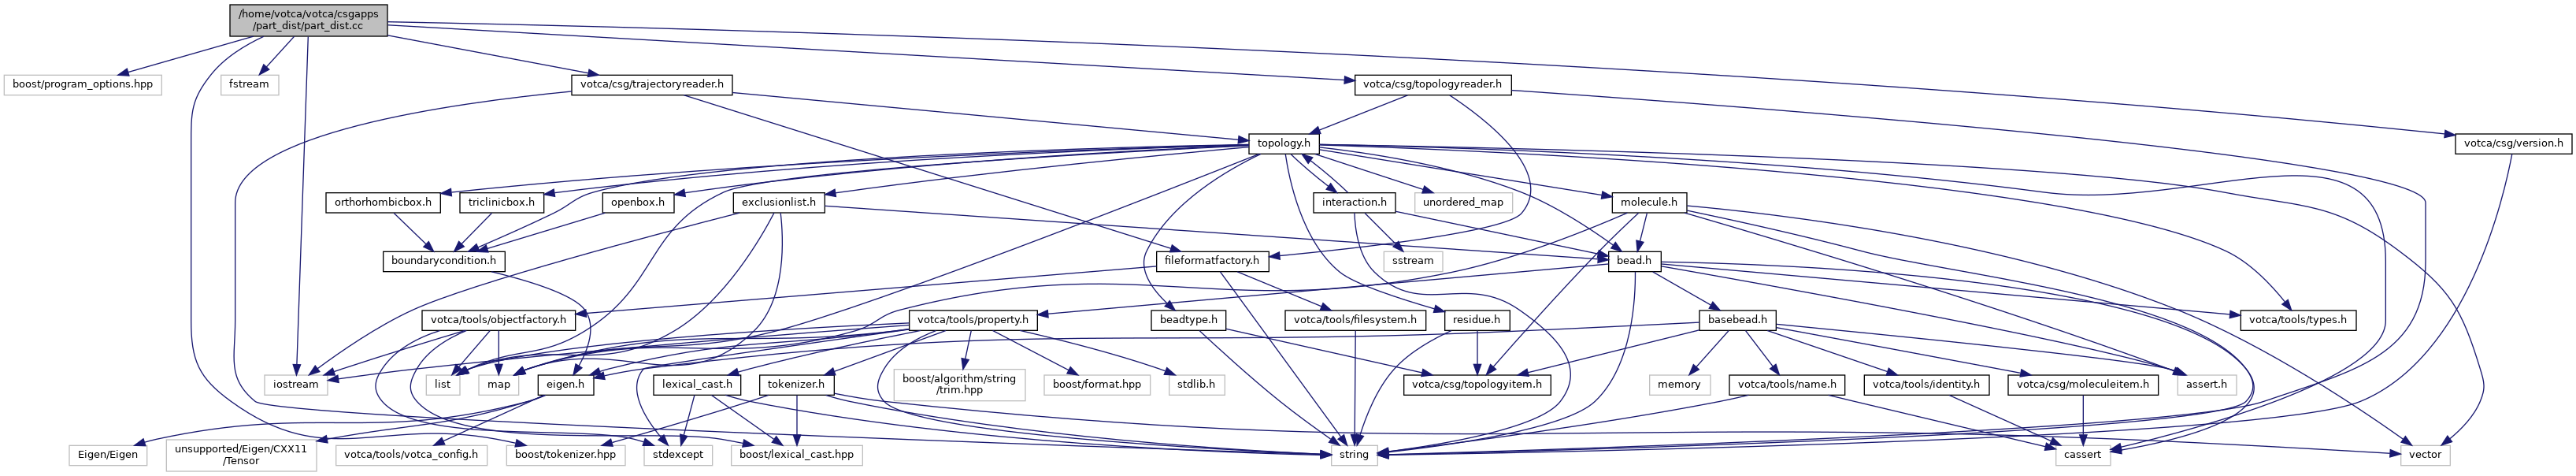 /home/votca/votca/csgapps
/part_dist/part_dist.cc
boost/program_options.hpp
fstream
votca/csg/trajectoryreader.h
votca/csg/topologyreader.h
topology.h
votca/csg/version.h
orthorhombicbox.h
triclinicbox.h
openbox.h
exclusionlist.h
interaction.h
unordered_map
molecule.h
boundarycondition.h
fileformatfactory.h
sstream
bead.h
votca/tools/objectfactory.h
votca/tools/property.h
beadtype.h
votca/tools/filesystem.h
residue.h
basebead.h
votca/tools/types.h
iostream
list
map
eigen.h
lexical_cast.h
tokenizer.h
boost/algorithm/string
/trim.hpp
boost/format.hpp
stdlib.h
votca/csg/topologyitem.h
memory
votca/tools/name.h
votca/tools/identity.h
votca/csg/moleculeitem.h
assert.h
Eigen/Eigen
unsupported/Eigen/CXX11
/Tensor
votca/tools/votca_config.h
boost/tokenizer.hpp
stdexcept
boost/lexical_cast.hpp
string
cassert
vector